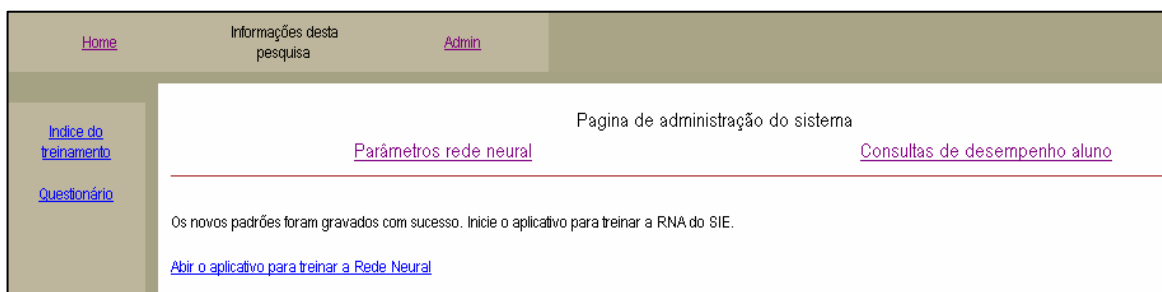 Home
Informações desta
pesquisa
Admin
Indice do
treinamento
Questionário
Pagina de administração do sistema
Parâmetros rede neural
Consultas de desempenho aluno
Os novos padrões foram gravados com sucesso. Inicie o aplicativo para treinar a RNA do SIE.
Abir o aplicativo para treinar a Rede Neural